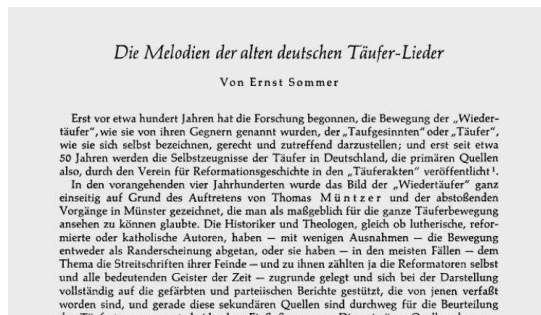 Die Melodien der alten deutschen Täufer-Lieder
Von Ernst Sommer
Erst vor etwa hundert Jahren hat die Forschung begonnen, die Bewegung der „Wieder-
täufer“, wie sie von ihren Gegnern genannt wurden, der „Taufgesinnten“ oder „Täufer“,
wie sie sich selbst bezeichnen, gerecht und zutreffend darzustellen; und erst seit etwa
50 Jahren werden die Selbstzeugnisse der Täufer in Deutschland, die primären Quellen
also, durch den Verein für Reformationsgeschichte in den „Täuferakten“ veröffentlicht¹.
In den vorangehenden vier Jahrhunderten wurde das Bild der „Wiedertäufer“ ganz
einseitig auf Grund des Auftretens von Thomas Müntzer und der abstoßenden
Vorgänge in Münster gezeichnet, die man als maßgeblich für die ganze Täuferbewegung
ansehen zu können glaubte. Die Historiker und Theologen, gleich ob lutherische, refor-
mierte oder katholische Autoren, haben — mit wenigen Ausnahmen — die Bewegung
entweder als Randerscheinung abgetan, oder sie haben — in den meisten Fällen — dem
Thema die Streitschriften ihrer Feinde — und zu ihnen zählten ja die Reformatoren selbst
und alle bedeutenden Geister der Zeit — zugrunde gelegt und sich bei der Darstellung
vollständig auf die gefärbten und parteiischen Berichte gestützt, die von jenen verfaßt
worden sind, und gerade diese sekundären Quellen sind durchweg für die Beurteilung